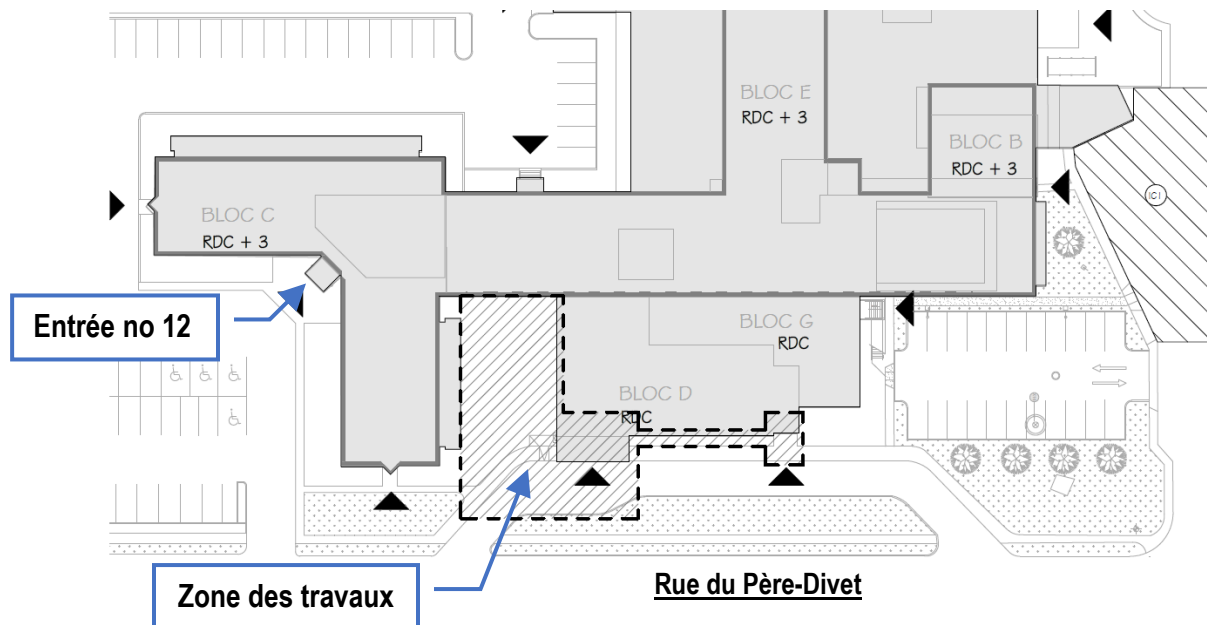 BLOC E
RDC + 3
BLOC B
RDC + 3
ICI
BLOC C
RDC + 3
Entrée no 12
BLOC G
RDC
BLOC D
RDC
Zone des travaux
Rue du Père-Divet